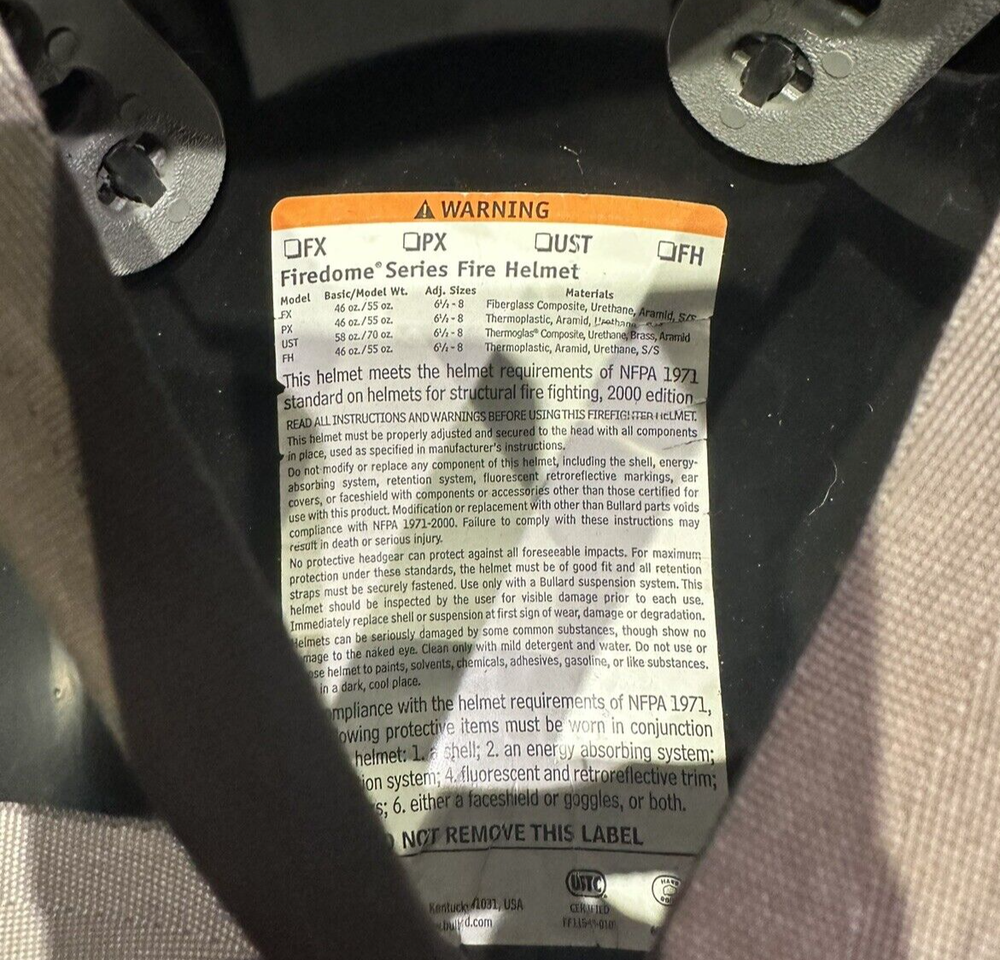 ⚠ WARNING
❏FX ❏PX ❏UST ❏FH
Firedome® Series Fire Helmet
Model Basic/Model Wt. Adj. Sizes Materials
FX 46 oz./55 oz. 6½ - 8 Fiberglass Composite, Urethane, Aramid, S/S
PX 46 oz./55 oz. 6½ - 8 Thermoplastic, Aramid, Urethane
UST 58 oz./70 oz. 6½ - 8 Thermoglas® Composite, Urethane, Brass, Aramid
FH 46 oz./55 oz. 6½ - 8 Thermoplastic, Aramid, Urethane, S/S
This helmet meets the helmet requirements of NFPA 1971
standard on helmets for structural fire fighting, 2000 edition
READ ALL INSTRUCTIONS AND WARNINGS BEFORE USING THIS FIREFIGHTER HELMET.
This helmet must be properly adjusted and secured to the head with all components
in place, used as specified in manufacturer's instructions.
Do not modify or replace any component of this helmet, including the shell, energy-
absorbing system, retention system, fluorescent retroreflective markings, ear
covers, or faceshield with components or accessories other than those certified for
use with this product. Modification or replacement with other than Bullard parts voids
compliance with NFPA 1971-2000. Failure to comply with these instructions may
result in death or serious injury.
No protective headgear can protect against all foreseeable impacts. For maximum
protection under these standards, the helmet must be of good fit and all retention
straps must be securely fastened. Use only with a Bullard suspension system. This
helmet should be inspected by the user for visible damage prior to each use.
Immediately replace shell or suspension at first sign of wear, damage or degradation.
Helmets can be seriously damaged by some common substances, though show no
mage to the naked eye. Clean only with mild detergent and water. Do not use or
ose helmet to paints, solvents, chemicals, adhesives, gasoline, or like substances.
in a dark, cool place.
mpliance with the helmet requirements of NFPA 1971,
owing protective items must be worn in conjunction
helmet: 1. a shell; 2. an energy absorbing system;
ion system; 4. fluorescent and retroreflective trim;
s; 6. either a faceshield or goggles, or both.
NOT REMOVE THIS LABEL
USTC
Kentucky 41031, USA CERTIFIED